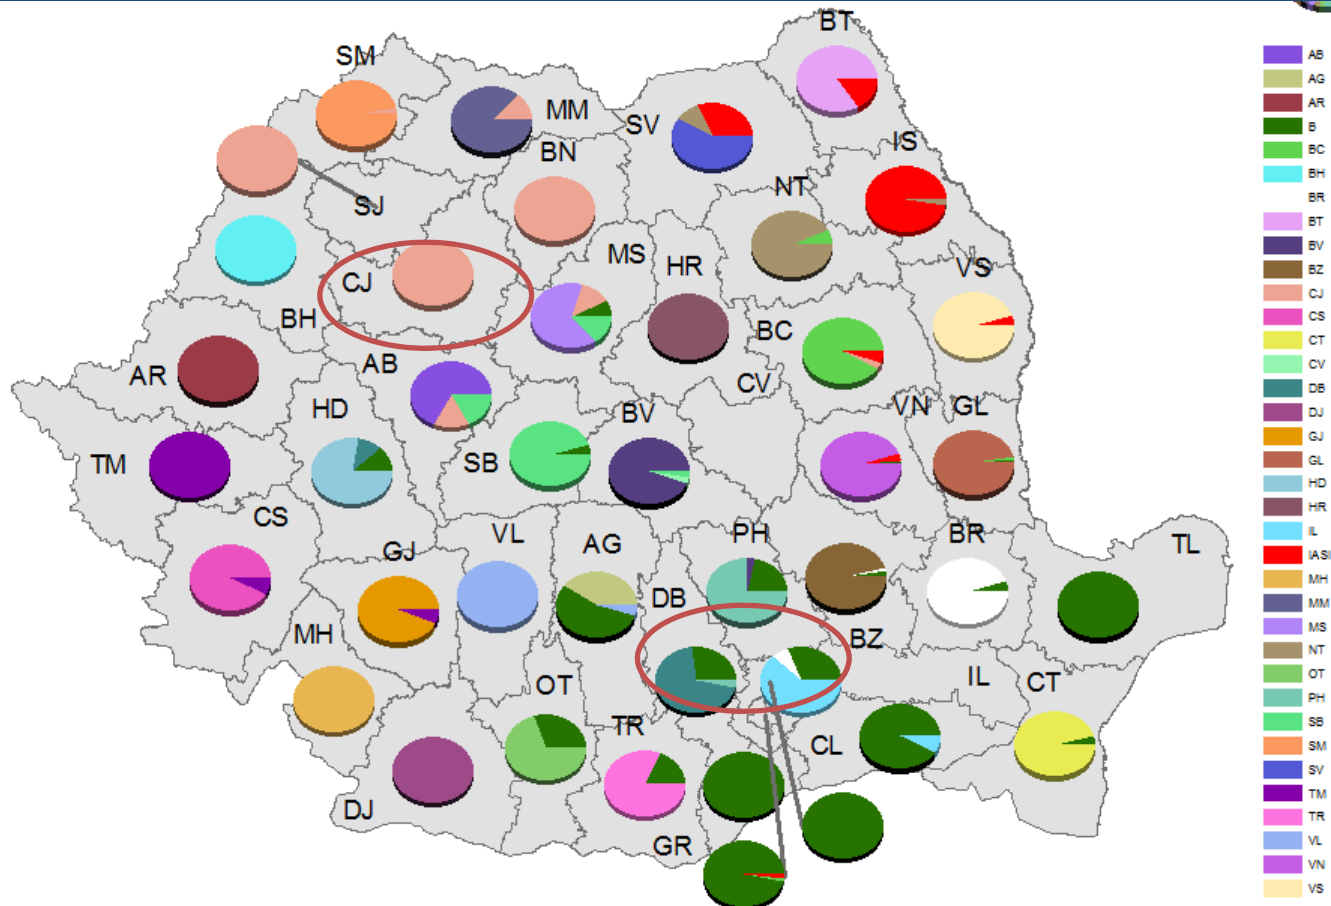 BT
SM
MM
SV
BN
IS
NT
SJ
VS
MS
HR
CJ
BH
BC
AB
AR
CV
HD
BV
VN
GL
TM
SB
CS
VL
PH
BR
TL
GJ
AG
DB
MH
BZ
OT
IL
CT
TR
CL
DJ
GR
AB
AG
AR
B
BC
BH
BR
BT
BV
BZ
CJ
CS
CT
CV
DB
DJ
GJ
GL
HD
HR
IL
IASI
MH
MM
MS
NT
OT
PH
SB
SM
SV
TM
TR
VL
VN
VS